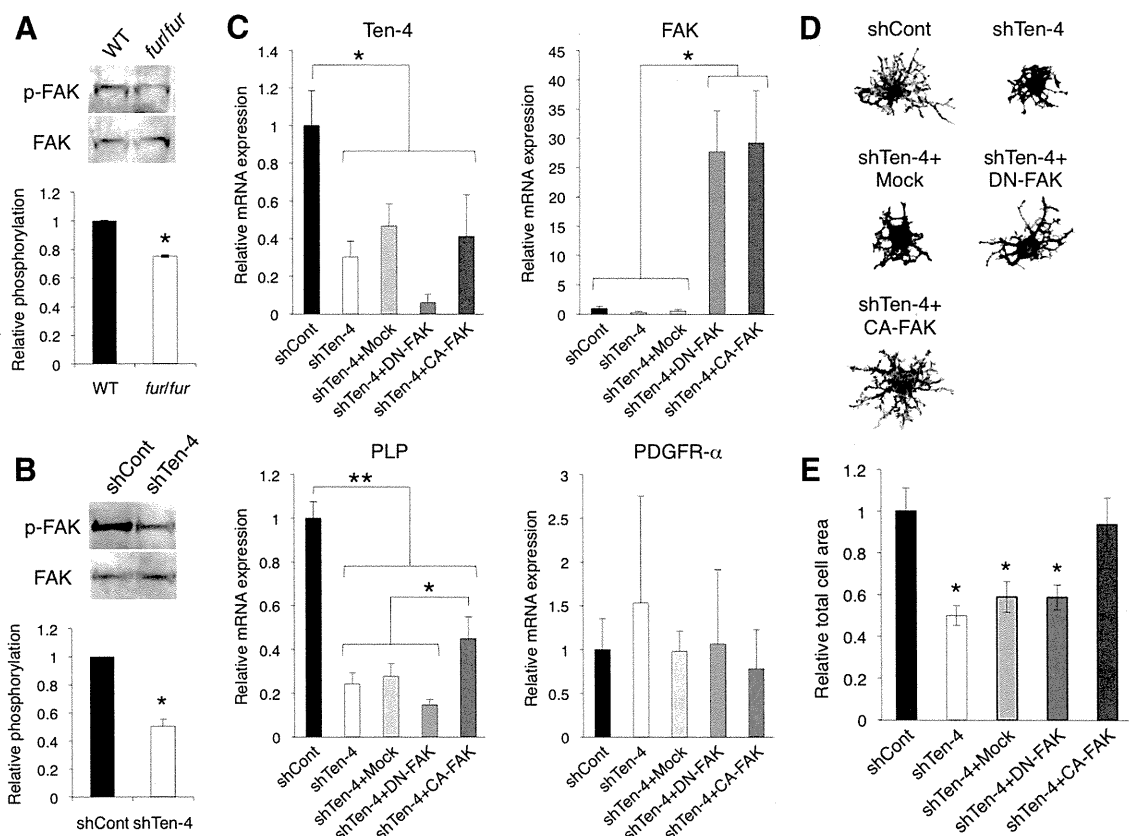 A
WT
fur/fur
p-FAK
FAK
Relative phosphorylation
1.2
1
0.8
0.6
0.4
0.2
0
*
WT
fur/fur
B
shCont
shTen-4
p-FAK
FAK
Relative phosphorylation
1.2
1
0.8
0.6
0.4
0.2
0
*
shCont shTen-4
C
Ten-4
Relative mRNA expression
1.4
1.2
1
0.8
0.6
0.4
0.2
0
*
shCont
shTen-4
shTen-4+Mock
shTen-4+DN-FAK
shTen-4+CA-FAK
FAK
Relative mRNA expression
45
40
35
30
25
20
15
10
5
0
*
shCont
shTen-4
shTen-4+Mock
shTen-4+DN-FAK
shTen-4+CA-FAK
PLP
Relative mRNA expression
1.2
1
0.8
0.6
0.4
0.2
0
**
*
shCont
shTen-4
shTen-4+Mock
shTen-4+DN-FAK
shTen-4+CA-FAK
PDGFR-α
Relative mRNA expression
3
2.5
2
1.5
1
0.5
0
shCont
shTen-4
shTen-4+Mock
shTen-4+DN-FAK
shTen-4+CA-FAK
D
shCont
shTen-4
shTen-4+
Mock
shTen-4+
DN-FAK
shTen-4+
CA-FAK
E
Relative total cell area
1.2
1
0.8
0.6
0.4
0.2
0
*
*
*
shCont
shTen-4
shTen-4+Mock
shTen-4+DN-FAK
shTen-4+CA-FAK